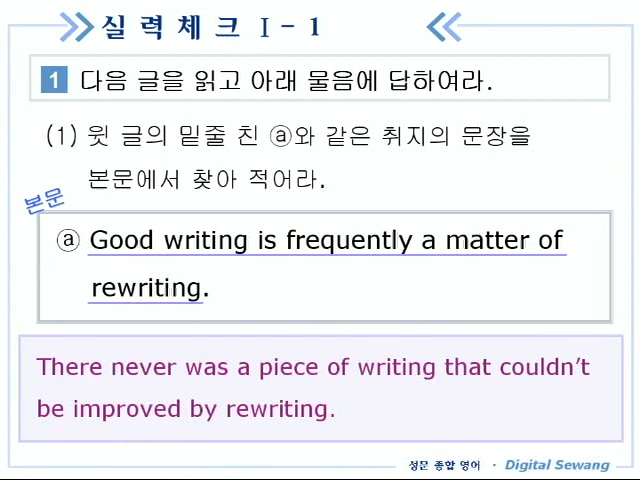 실 력 체 크 I - 1
1 다음 글을 읽고 아래 물음에 답하여라.
(1) 윗 글의 밑줄 친 ⓐ와 같은 취지의 문장을
본문에서 찾아 적어라.
본문
ⓐ Good writing is frequently a matter of
rewriting.
There never was a piece of writing that couldn't
be improved by rewriting.
성문 종합 영어 · Digital Sewang